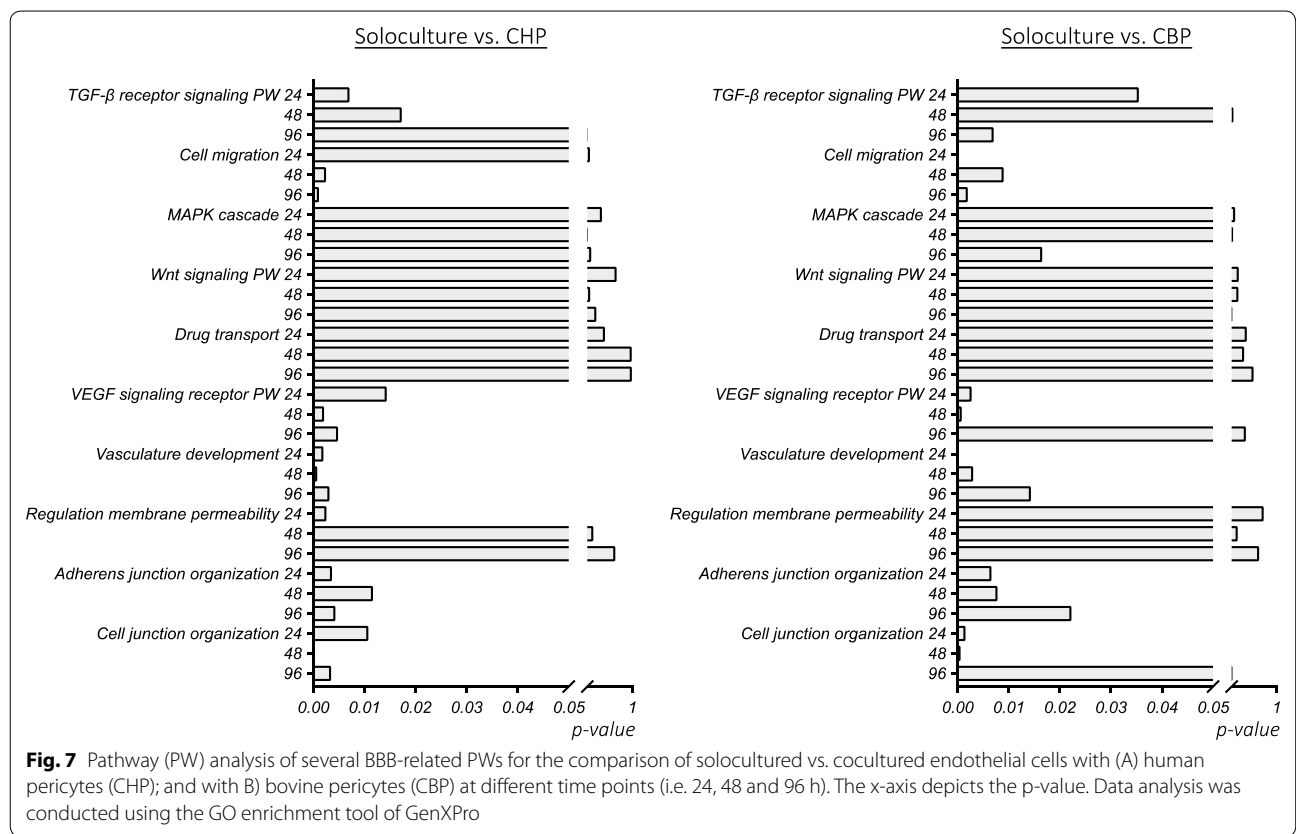 Soloculture vs. CHP
TGF-β receptor signaling PW 24
48
96
Cell migration 24
48
96
MAPK cascade 24
48
96
Wnt signaling PW 24
48
96
Drug transport 24
48
96
VEGF signaling receptor PW 24
48
96
Vasculature development 24
48
96
Regulation membrane permeability 24
48
96
Adherens junction organization 24
48
96
Cell junction organization 24
48
96
0.00 0.01 0.02 0.03 0.04 0.05 1
p-value
Soloculture vs. CBP
TGF-β receptor signaling PW 24
48
96
Cell migration 24
48
96
MAPK cascade 24
48
96
Wnt signaling PW 24
48
96
Drug transport 24
48
96
VEGF signaling receptor PW 24
48
96
Vasculature development 24
48
96
Regulation membrane permeability 24
48
96
Adherens junction organization 24
48
96
Cell junction organization 24
48
96
0.00 0.01 0.02 0.03 0.04 0.05 1
p-value
Fig. 7 Pathway (PW) analysis of several BBB-related PWs for the comparison of solocultured vs. cocultured endothelial cells with (A) human
pericytes (CHP); and with B) bovine pericytes (CBP) at different time points (i.e. 24, 48 and 96 h). The x-axis depicts the p-value. Data analysis was
conducted using the GO enrichment tool of GenXPro